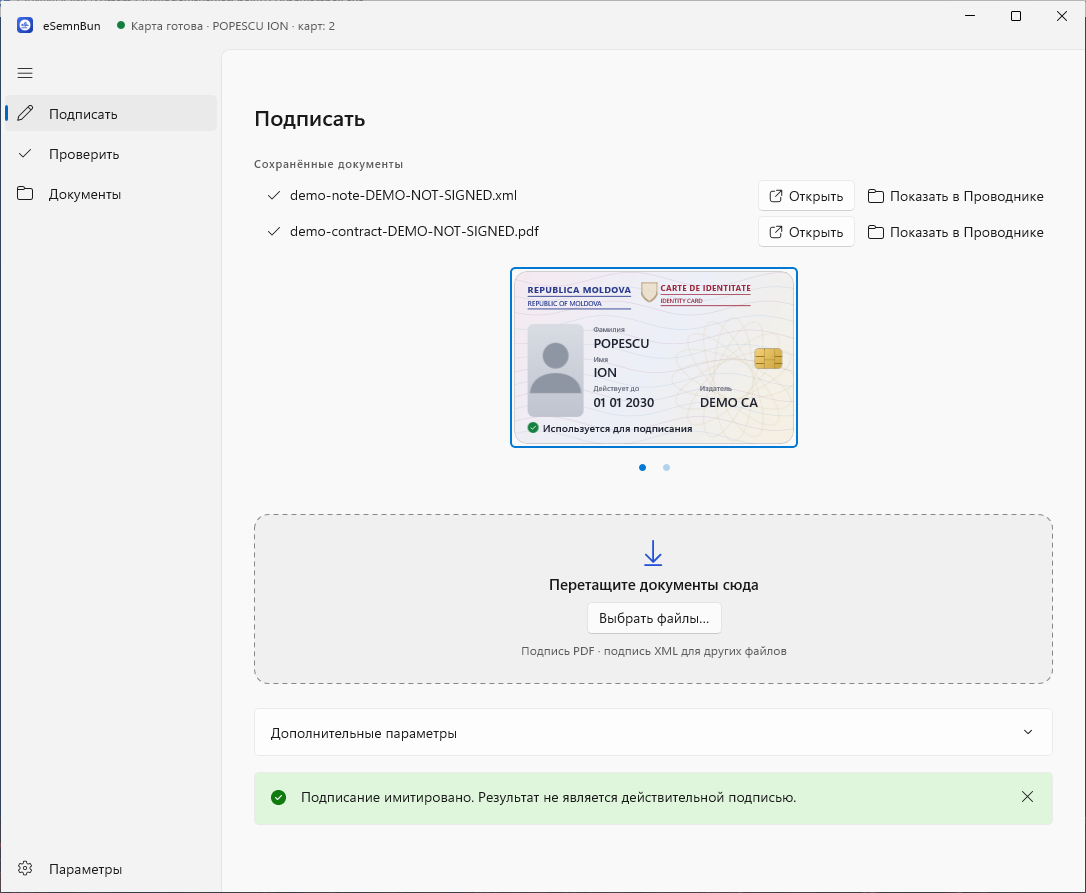 eSemnBun
Карта готова · POPESCU ION · карт: 2
Подписать
Проверить
Документы
Параметры
Подписать
Сохранённые документы
demo-note-DEMO-NOT-SIGNED.xml
Открыть
Показать в Проводнике
demo-contract-DEMO-NOT-SIGNED.pdf
Открыть
Показать в Проводнике
REPUBLICA MOLDOVA
REPUBLIC OF MOLDOVA
CARTE DE IDENTITATE
IDENTITY CARD
Фамилия
POPESCU
Имя
ION
Действует до
01 01 2030
Издатель
DEMO CA
Используется для подписания
Перетащите документы сюда
Выбрать файлы...
Подпись PDF · подпись XML для других файлов
Дополнительные параметры
Подписание имитировано. Результат не является действительной подписью.